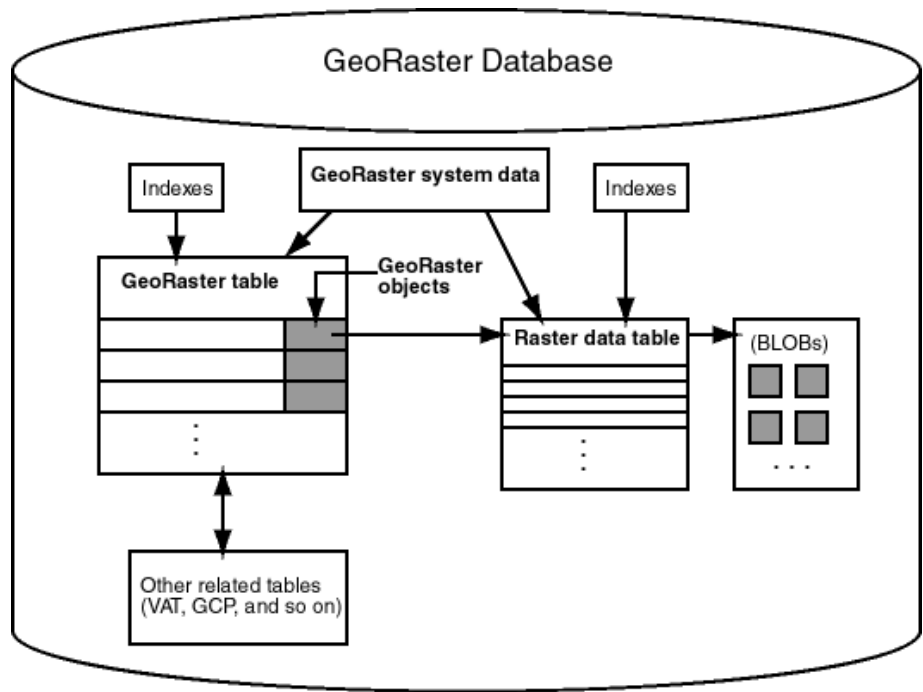 GeoRaster Database
Indexes
GeoRaster system data
Indexes
GeoRaster table
GeoRaster
objects
Raster data table
(BLOBs)
. . .
Other related tables
(VAT, GCP, and so on)